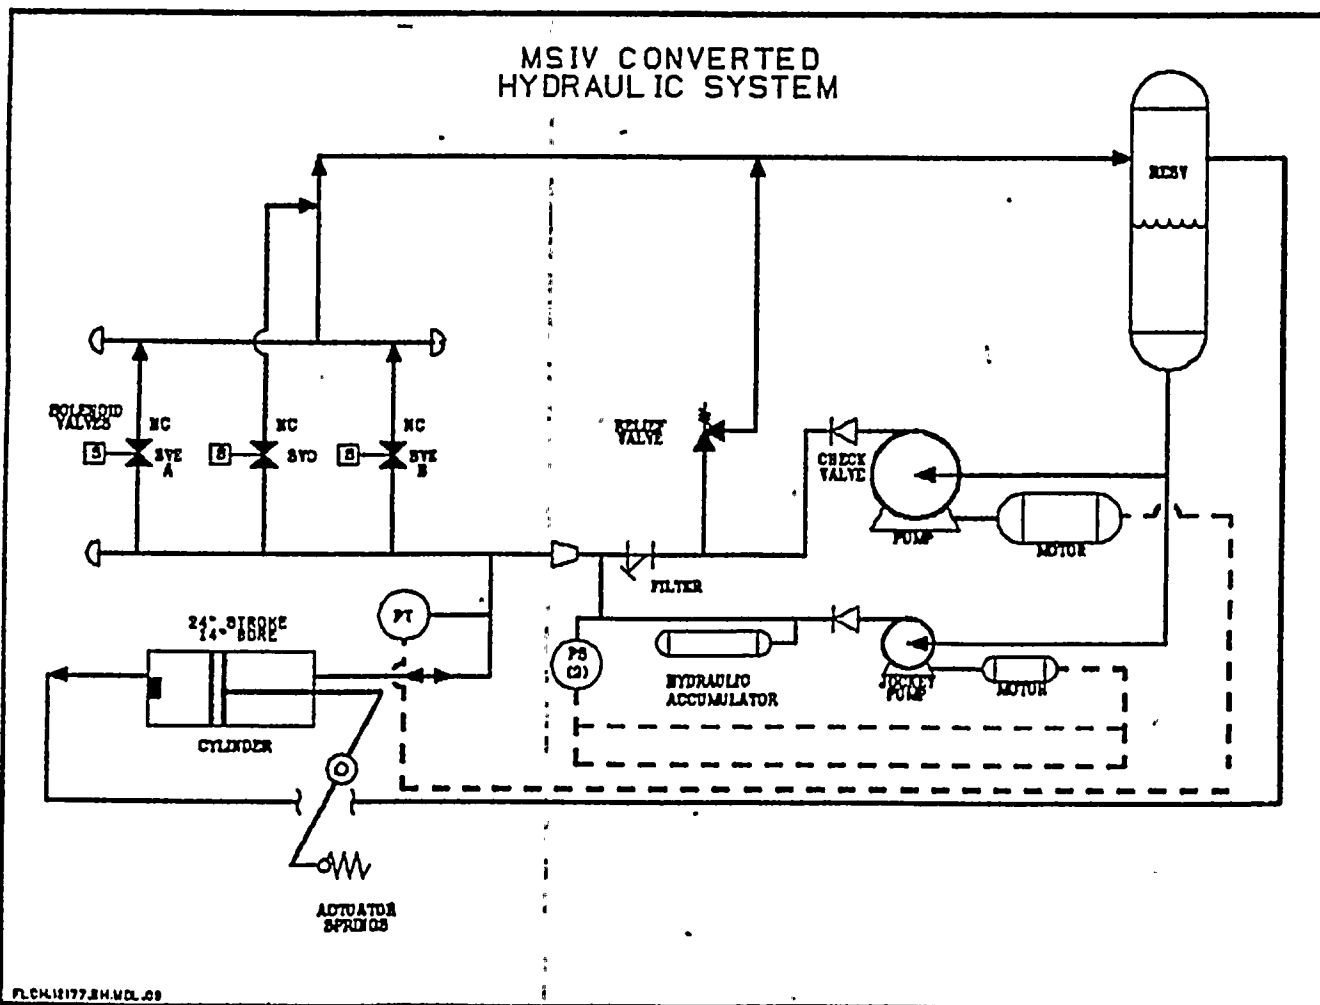 MSIV CONVERTED
HYDRAULIC SYSTEM
RESV
SOLENOID
VALVES
NC
NC
NC
S
S
S
SVE
A
SVO
SVE
B
RELIEF
VALVE
CHECK
VALVE
PUMP
MOTOR
FILTER
24" STROKE
14" BORE
PT
PS
(2)
HYDRAULIC
ACCUMULATOR
JOCKEY
PUMP
MOTOR
CYLINDER
ACTUATOR
SPRINGS